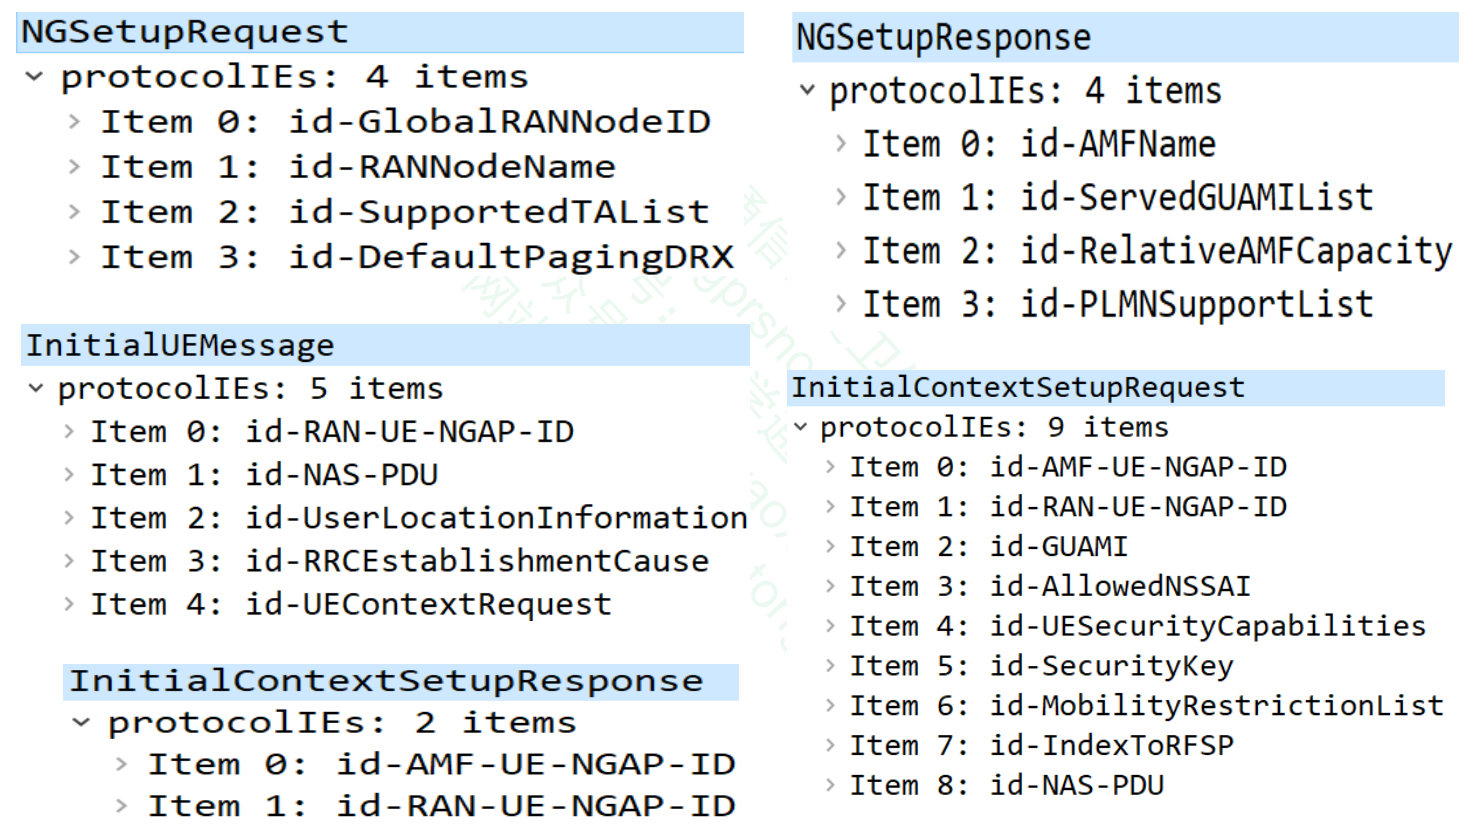 NGSetupRequest
protocolIEs: 4 items
Item 0: id-GlobalRANNodeID
Item 1: id-RANNodeName
Item 2: id-SupportedTAList
Item 3: id-DefaultPagingDRX
NGSetupResponse
protocolIEs: 4 items
Item 0: id-AMFName
Item 1: id-ServedGUAMIList
Item 2: id-RelativeAMFCapacity
Item 3: id-PLMNSupportList
InitialUEMessage
protocolIEs: 5 items
Item 0: id-RAN-UE-NGAP-ID
Item 1: id-NAS-PDU
Item 2: id-UserLocationInformation
Item 3: id-RRCEstablishmentCause
Item 4: id-UEContextRequest
InitialContextSetupRequest
protocolIEs: 9 items
Item 0: id-AMF-UE-NGAP-ID
Item 1: id-RAN-UE-NGAP-ID
Item 2: id-GUAMI
Item 3: id-AllowedNSSAI
Item 4: id-UESecurityCapabilities
Item 5: id-SecurityKey
Item 6: id-MobilityRestrictionList
Item 7: id-IndexToRFSP
Item 8: id-NAS-PDU
InitialContextSetupResponse
protocolIEs: 2 items
Item 0: id-AMF-UE-NGAP-ID
Item 1: id-RAN-UE-NGAP-ID